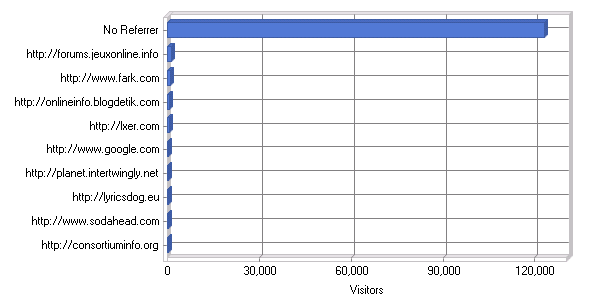 No Referrer
http://forums.jeuxonline.info
http://www.fark.com
http://onlineinfo.blogdetik.com
http://lxer.com
http://www.google.com
http://planet.intertwingly.net
http://lyricsdog.eu
http://www.sodahead.com
http://consortiuminfo.org
0 30,000 60,000 90,000 120,000
Visitors